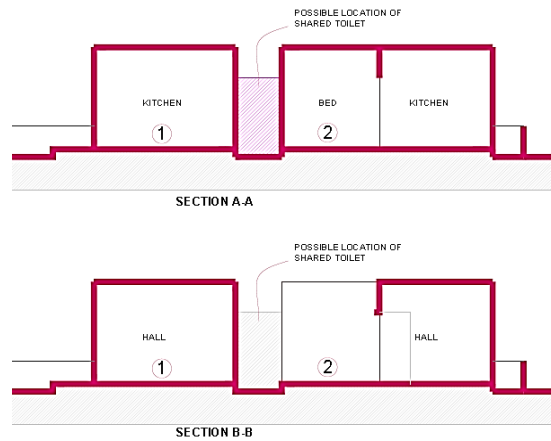 POSSIBLE LOCATION OF
SHARED TOILET
KITCHEN
BED
KITCHEN
1
2
SECTION A-A
POSSIBLE LOCATION OF
SHARED TOILET
HALL
HALL
1
2
SECTION B-B